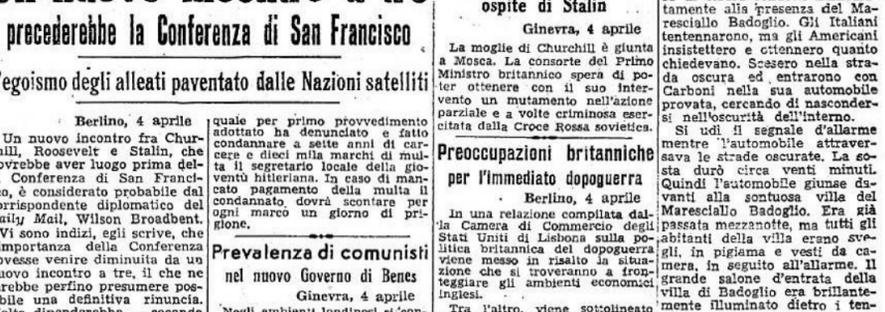 precederebbe la Conferenza di San Francisco
'egoismo degli alleati paventato dalle Nazioni satelliti
Berlino, 4 aprile
Un nuovo incontro fra Chur-
hill, Roosevelt e Stalin, che
ovrebbe aver luogo prima del-
Conferenza di San Franci-
co, è considerato probabile dal
orrispondente diplomatico del
aily Mail, Wilson Broadbent.
Vi sono indizi, egli scrive, che
mportanza della Conferenza
ovesse venire diminuita da un
uovo incontro a tre, il che ne
arebbe perfino presumere pos-
bile una definitiva rinuncia.
quale per primo provvedimento
adottato ha denunciato e fatto
condannare a sette anni di car-
cere e dieci mila marchi di mul-
ta il segretario locale della gio-
ventù hitleriana. In caso di man-
cato pagamento della multa il
condannato dovrà scontare per
ogni marco un giorno di pri-
gione.
Prevalenza di comunisti
nel nuovo Governo di Benes
Ginevra, 4 aprile
Negli ambienti londinesi si con-
ospite di Stalin
Ginevra, 4 aprile
La moglie di Churchill è giunta
a Mosca. La consorte del Primo
Ministro britannico spera di po-
ter ottenere con il suo inter-
vento un mutamento nell'azione
parziale e a volte criminosa eser-
citata dalla Croce Rossa sovietica.
Preoccupazioni britanniche
per l'immediato dopoguerra
Berlino, 4 aprile
In una relazione compilata dal-
la Camera di Commercio degli
Stati Uniti di Lisbona sulla po-
litica britannica del dopoguerra
viene messo in risalto la situa-
zione che si troveranno a fron-
teggiare gli ambienti economici
inglesi.
Tra l'altro, viene sottolineato
tamente alla presenza del Ma-
resciallo Badoglio. Gli Italiani
tentennarono, ma gli Americani
insistettero e ottennero quanto
chiedevano. Scesero nella stra-
da oscura ed entrarono con
Carboni nella sua automobile
provata, cercando di nasconder-
si nell'oscurità dell'interno.
Si udì il segnale d'allarme
mentre l'automobile attraver-
sava le strade oscurate. La so-
sta durò circa venti minuti.
Quindi l'automobile giunse da-
vanti alla sontuosa villa del
Maresciallo Badoglio. Era già
passata mezzanotte, ma tutti gli
abitanti della villa erano sve-
gli, in pigiama e vesti da ca-
mera, in seguito all'allarme. Il
grande salone d'entrata della
villa di Badoglio era brillante-
mente illuminato dietro i ten-